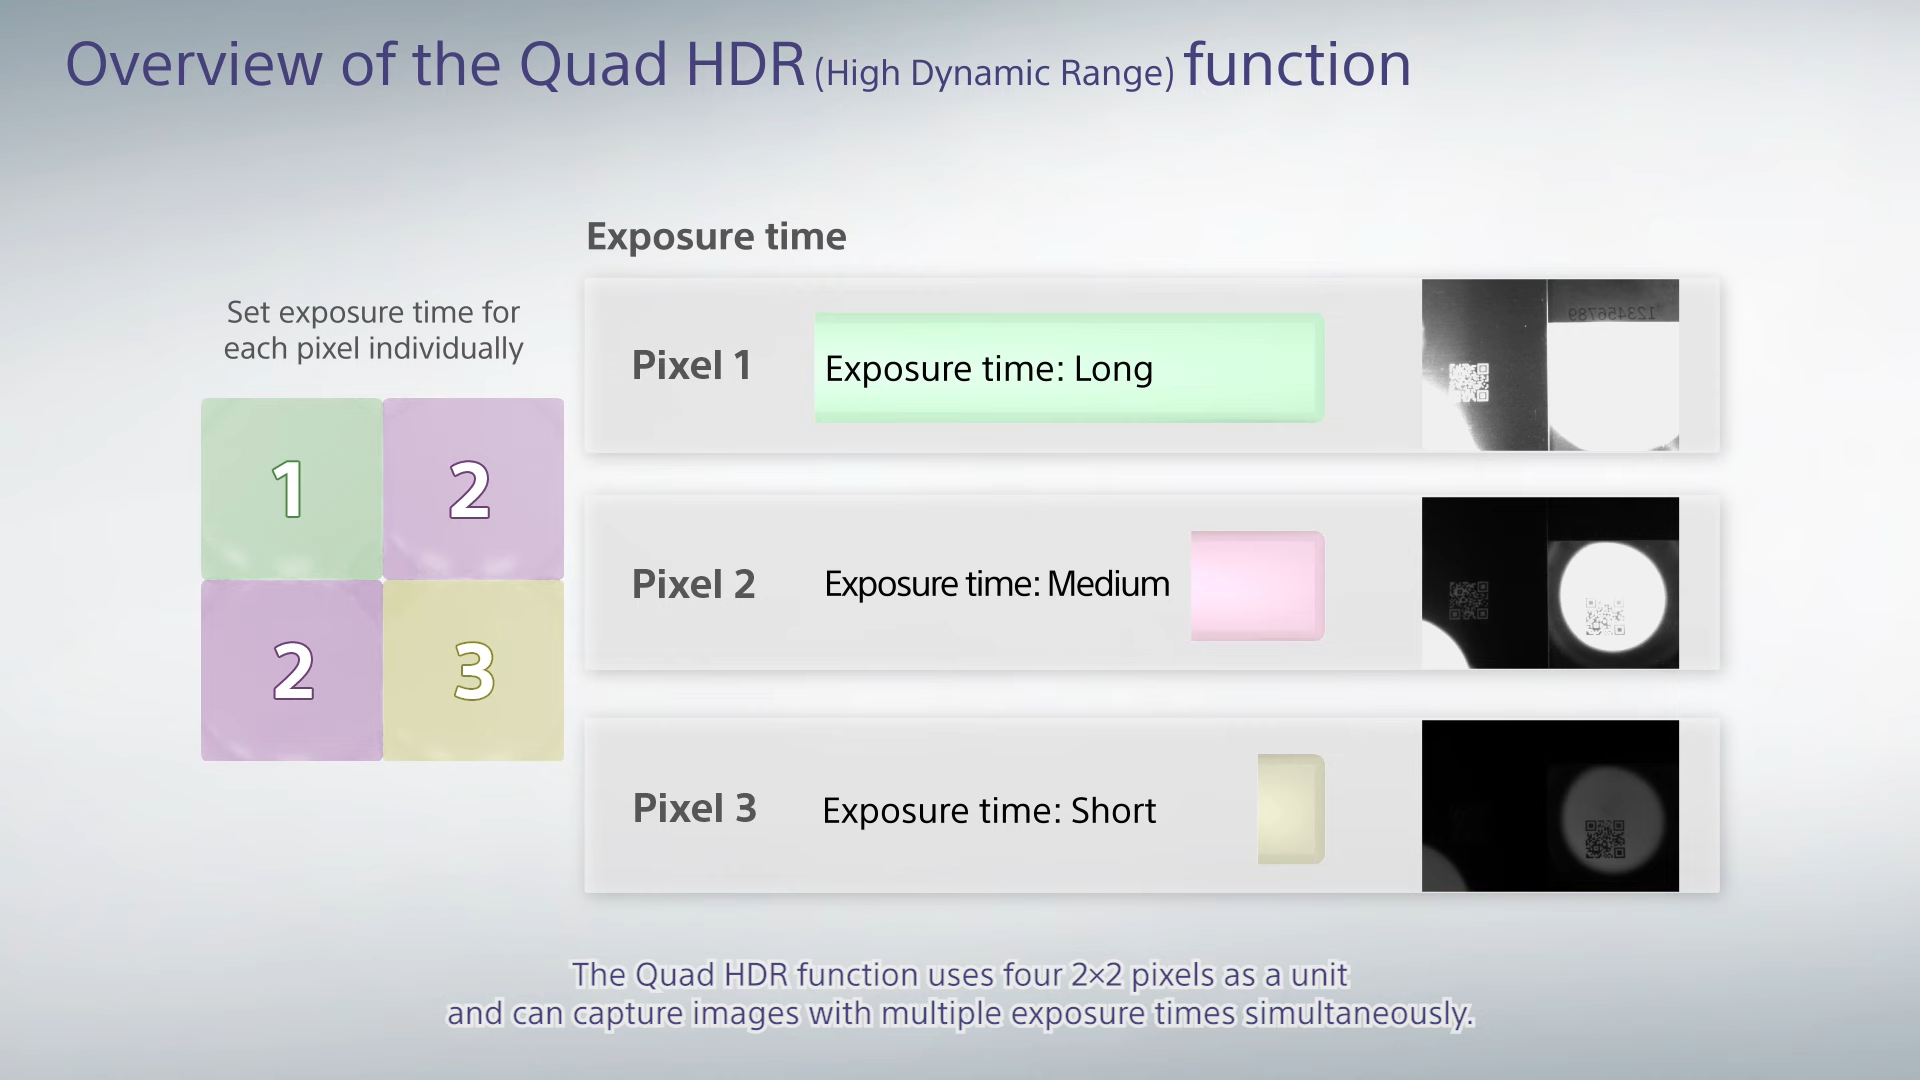 Overview of the Quad HDR (High Dynamic Range) function
Exposure time
Set exposure time for
each pixel individually
1
2
2
3
Pixel 1
Exposure time: Long
123456789
Pixel 2
Exposure time: Medium
Pixel 3
Exposure time: Short
The Quad HDR function uses four 2×2 pixels as a unit
and can capture images with multiple exposure times simultaneously.